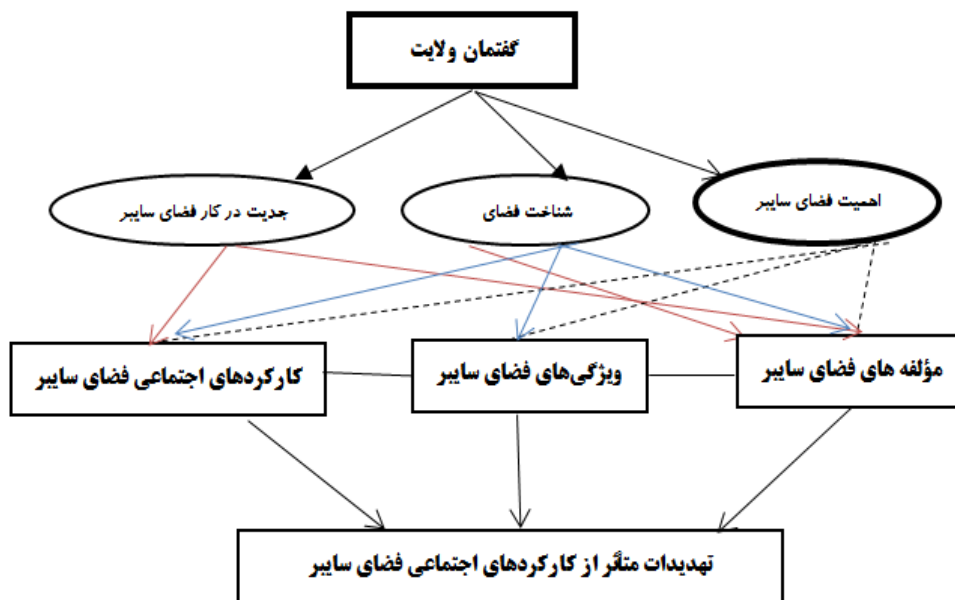 گفتمان ولایت
اهمیت فضای سایبر
شناخت فضای
جدیت در کار فضای سایبر
مؤلفه های فضای سایبر
ویژگی‌های فضای سایبر
کارکردهای اجتماعی فضای سایبر
تهدیدات متأثر از کارکردهای اجتماعی فضای سایبر